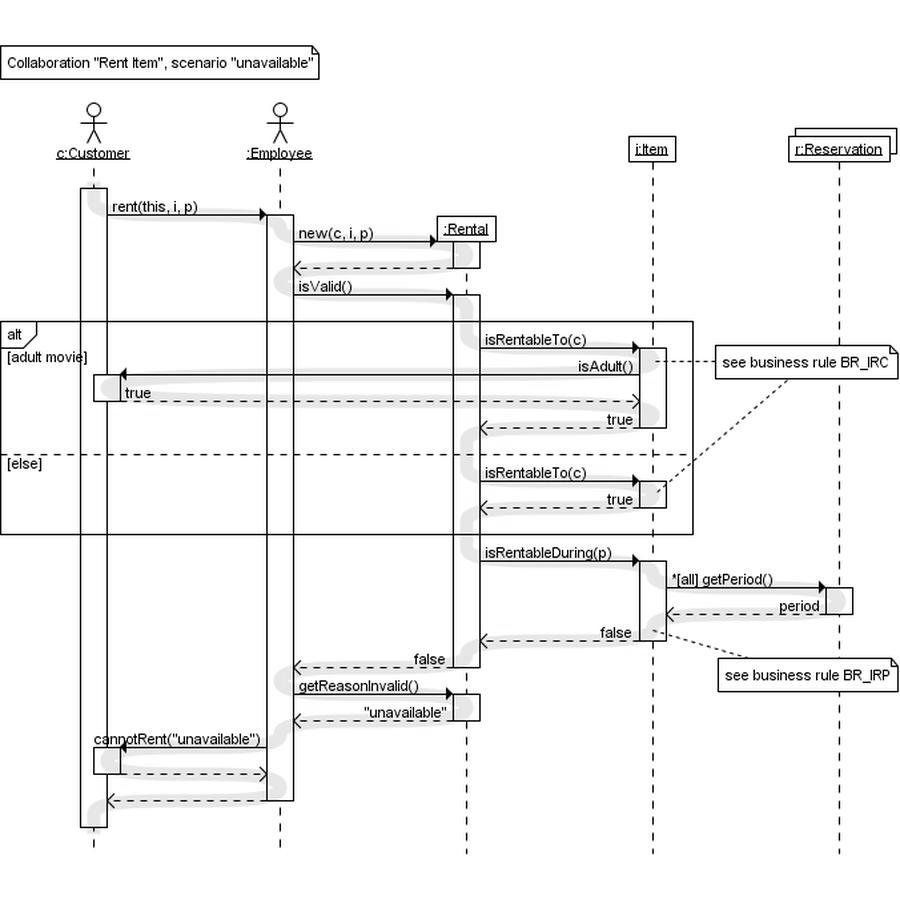 Collaboration "Rent Item", scenario "unavailable"
c:Customer
:Employee
i:Item
r:Reservation
rent(this, i, p)
new(c, i, p)
:Rental
isValid()
alt
[adult movie]
isRentableTo(c)
see business rule BR_IRC
isAdult()
true
true
[else]
isRentableTo(c)
true
isRentableDuring(p)
*[all] getPeriod()
period
false
false
see business rule BR_IRP
getReasonInvalid()
"unavailable"
cannotRent("unavailable")